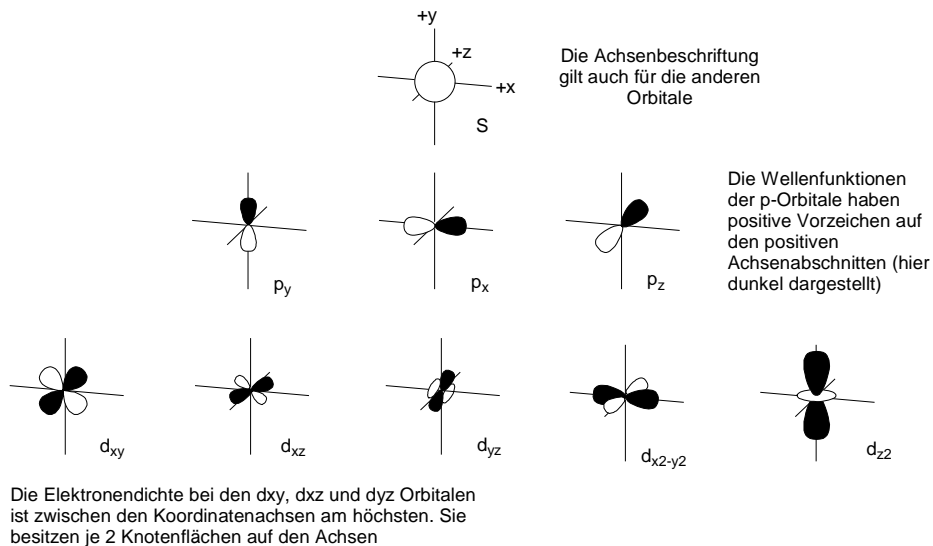 +y
+z
+x
S
Die Achsenbeschriftung
gilt auch für die anderen
Orbitale
py
px
pz
Die Wellenfunktionen
der p-Orbitale haben
positive Vorzeichen auf
den positiven
Achsenabschnitten (hier
dunkel dargestellt)
dxy
dxz
dyz
dx2-y2
dz2
Die Elektronendichte bei den dxy, dxz und dyz Orbitalen
ist zwischen den Koordinatenachsen am höchsten. Sie
besitzen je 2 Knotenflächen auf den Achsen